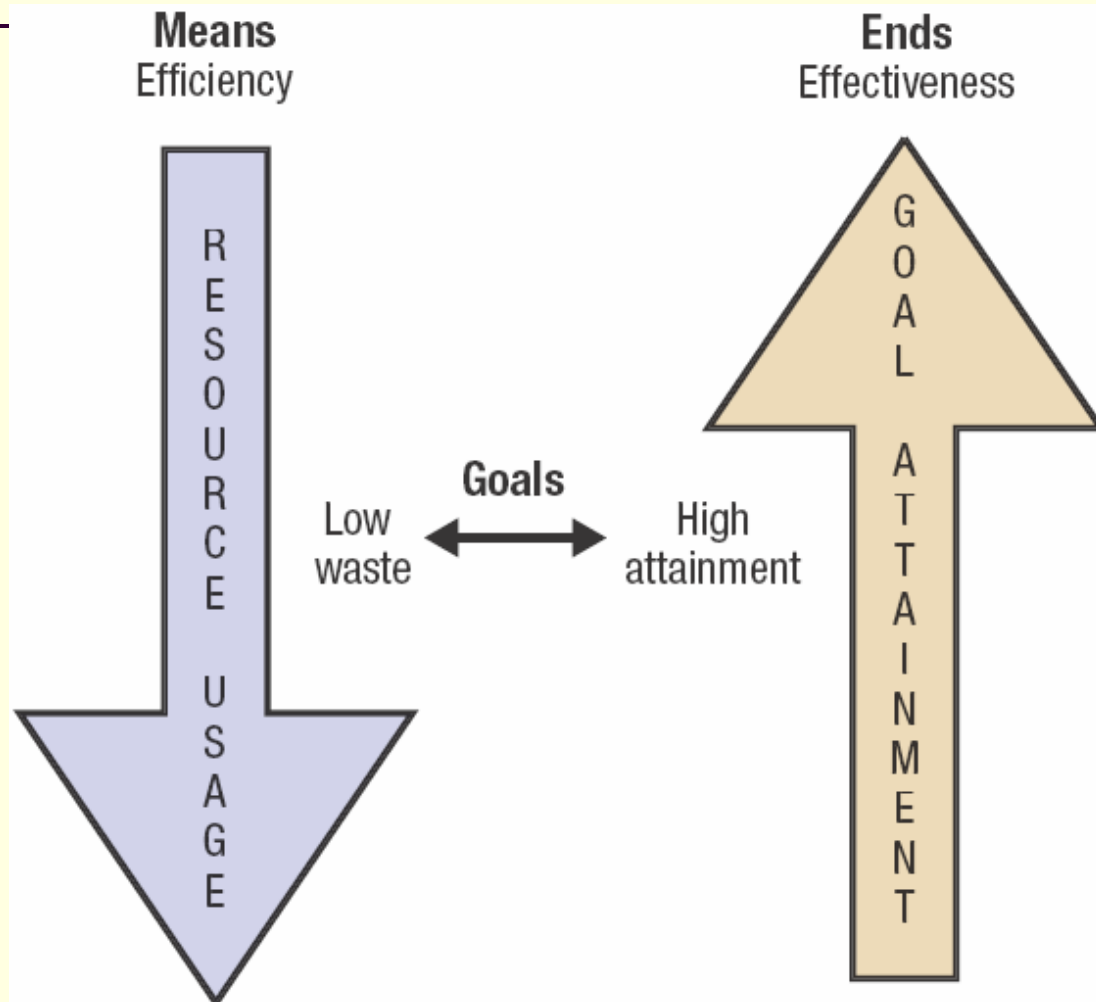 Means
Efficiency
Ends
Effectiveness
RESOURCE USAGE
Goals
Low
waste
High
attainment
GOAL ATTAINMENT